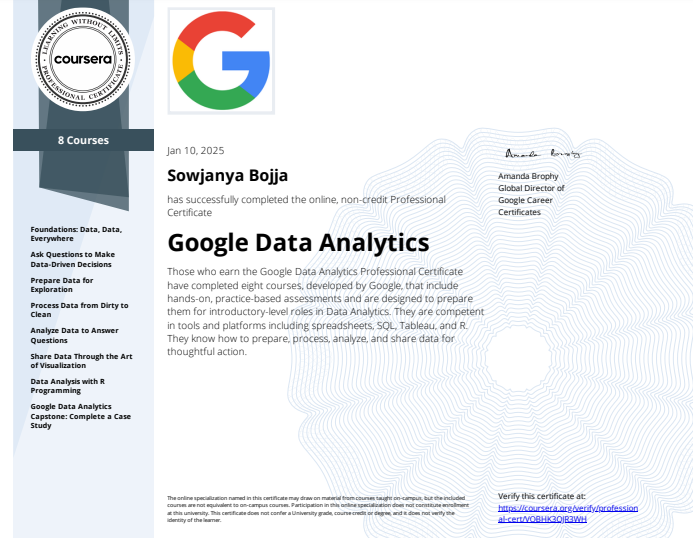 LEARNING WITHOUT LIMITS
coursera
PROFESSIONAL CERTIFICATE
8 Courses
Foundations: Data, Data,
Everywhere
Ask Questions to Make
Data-Driven Decisions
Prepare Data for
Exploration
Process Data from Dirty to
Clean
Analyze Data to Answer
Questions
Share Data Through the Art
of Visualization
Data Analysis with R
Programming
Google Data Analytics
Capstone: Complete a Case
Study
G
Jan 10, 2025
Sowjanya Bojja
has successfully completed the online, non-credit Professional
Certificate
Google Data Analytics
Those who earn the Google Data Analytics Professional Certificate
have completed eight courses, developed by Google, that include
hands-on, practice-based assessments and are designed to prepare
them for introductory-level roles in Data Analytics. They are competent
in tools and platforms including spreadsheets, SQL, Tableau, and R.
They know how to prepare, process, analyze, and share data for
thoughtful action.
Amanda Brophy
Amanda Brophy
Global Director of
Google Career
Certificates
The online specialization named in this certificate may draw on material from courses taught on-campus, but the included
courses are not equivalent to on-campus courses. Participation in this online specialization does not constitute enrollment
at this university. This certificate does not confer a University grade, course credit or degree, and it does not verify the
identity of the learner.
Verify this certificate at:
https://coursera.org/verify/profession
al-cert/VOBHK3QJR3WH